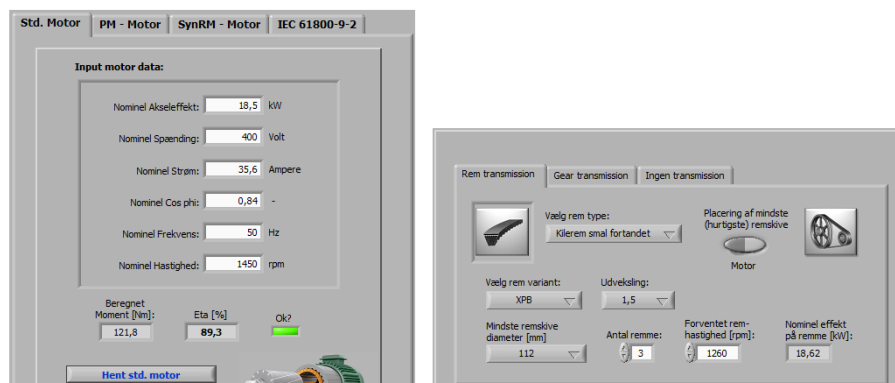 Std. Motor PM - Motor SynRM - Motor IEC 61800-9-2
Input motor data:
Nominel Akseleffekt: 18,5 kW
Nominel Spænding: 400 Volt
Nominel Strøm: 35,6 Ampere
Nominel Cos phi: 0,84 -
Nominel Frekvens: 50 Hz
Nominel Hastighed: 1450 rpm
Beregnet
Moment [Nm]: Eta [%] Ok?
121,8 89,3
Hent std. motor
Rem transmission Gear transmission Ingen transmission
Vælg rem type:
Kilerem smal fortandet
Placering af mindste
(hurtigste) remskive
Motor
Vælg rem variant: Udveksling:
XPB 1,5
Mindste remskive
diameter [mm]
112
Antal remme:
3
Forventet rem-
hastighed [rpm]:
1260
Nominel effekt
på remme [kW]:
18,62